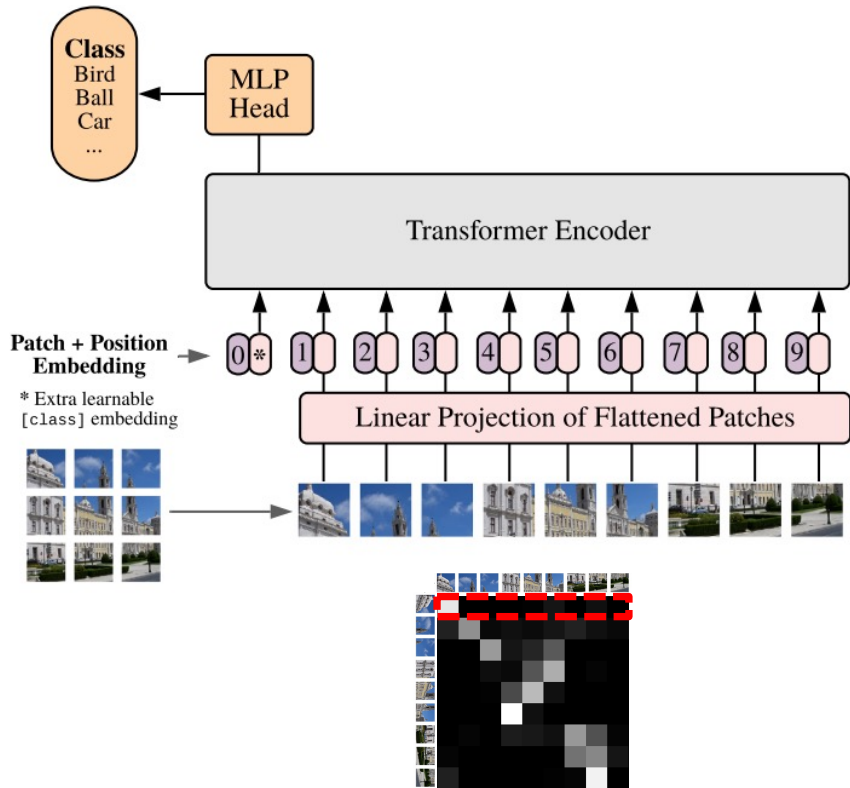 Class
Bird
Ball
Car
...
MLP
Head
Transformer Encoder
Patch + Position
Embedding
0 * 1 2 3 4 5 6 7 8 9
* Extra learnable
[class] embedding
Linear Projection of Flattened Patches